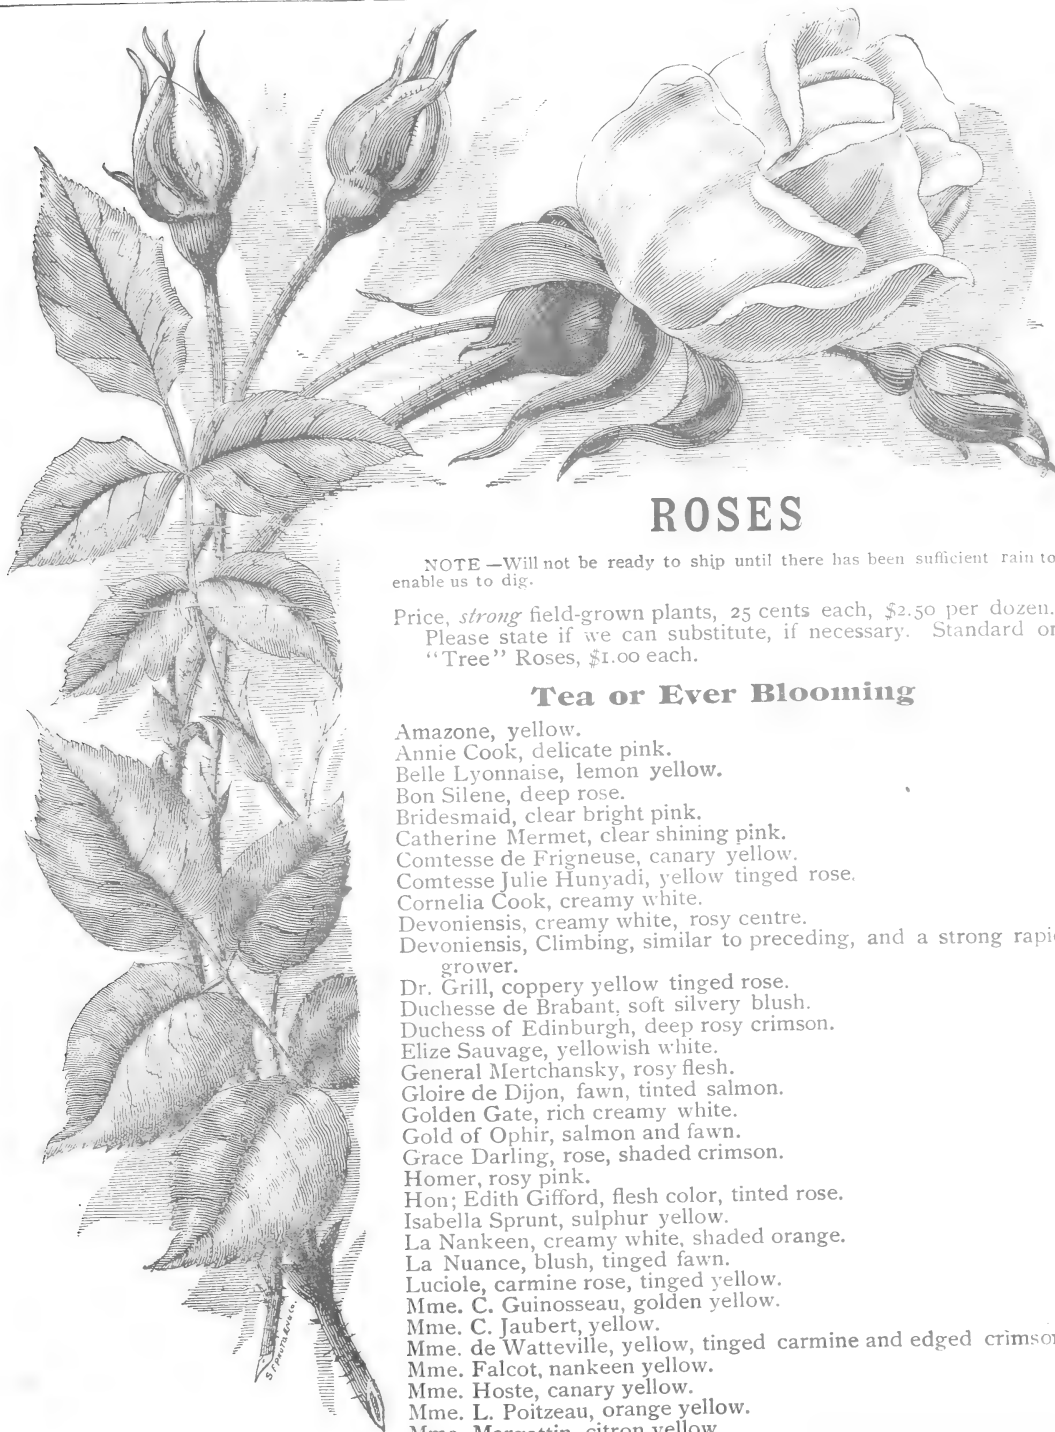 ROSES
NOTE —Will not be ready to ship until there has been sufficient rain to
enable us to dig.
Price, strong field-grown plants, 25 cents each, $2.50 per dozen.
Please state if we can substitute, if necessary. Standard or
“Tree” Roses, $1.00 each.
Tea or Ever Blooming
Amazone, yellow.
Annie Cook, delicate pink.
Belle Lyonnaise, lemon yellow.
Bon Silene, deep rose.
Bridesmaid, clear bright pink.
Catherine Mermet, clear shining pink.
Comtesse de Frigneuse, canary yellow.
Comtesse Julie Hunyadi, yellow tinged rose.
Cornelia Cook, creamy white.
Devoniensis, creamy white, rosy centre.
Devoniensis, Climbing, similar to preceding, and a strong rapi
grower.
Dr. Grill, coppery yellow tinged rose.
Duchesse de Brabant, soft silvery blush.
Duchess of Edinburgh, deep rosy crimson.
Elize Sauvage, yellowish white.
General Mertchansky, rosy flesh.
Gloire de Dijon, fawn, tinted salmon.
Golden Gate, rich creamy white.
Gold of Ophir, salmon and fawn.
Grace Darling, rose, shaded crimson.
Homer, rosy pink.
Hon; Edith Gifford, flesh color, tinted rose.
Isabella Sprunt, sulphur yellow.
La Nankeen, creamy white, shaded orange.
La Nuance, blush, tinged fawn.
Luciole, carmine rose, tinged yellow.
Mme. C. Guinosseau, golden yellow.
Mme. C. Jaubert, yellow.
Mme. de Watteville, yellow, tinged carmine and edged crimson
Mme. Falcot, nankeen yellow.
Mme. Hoste, canary yellow.
Mme. L. Poitzeau, orange yellow.
Mme. Margottin, citron yellow